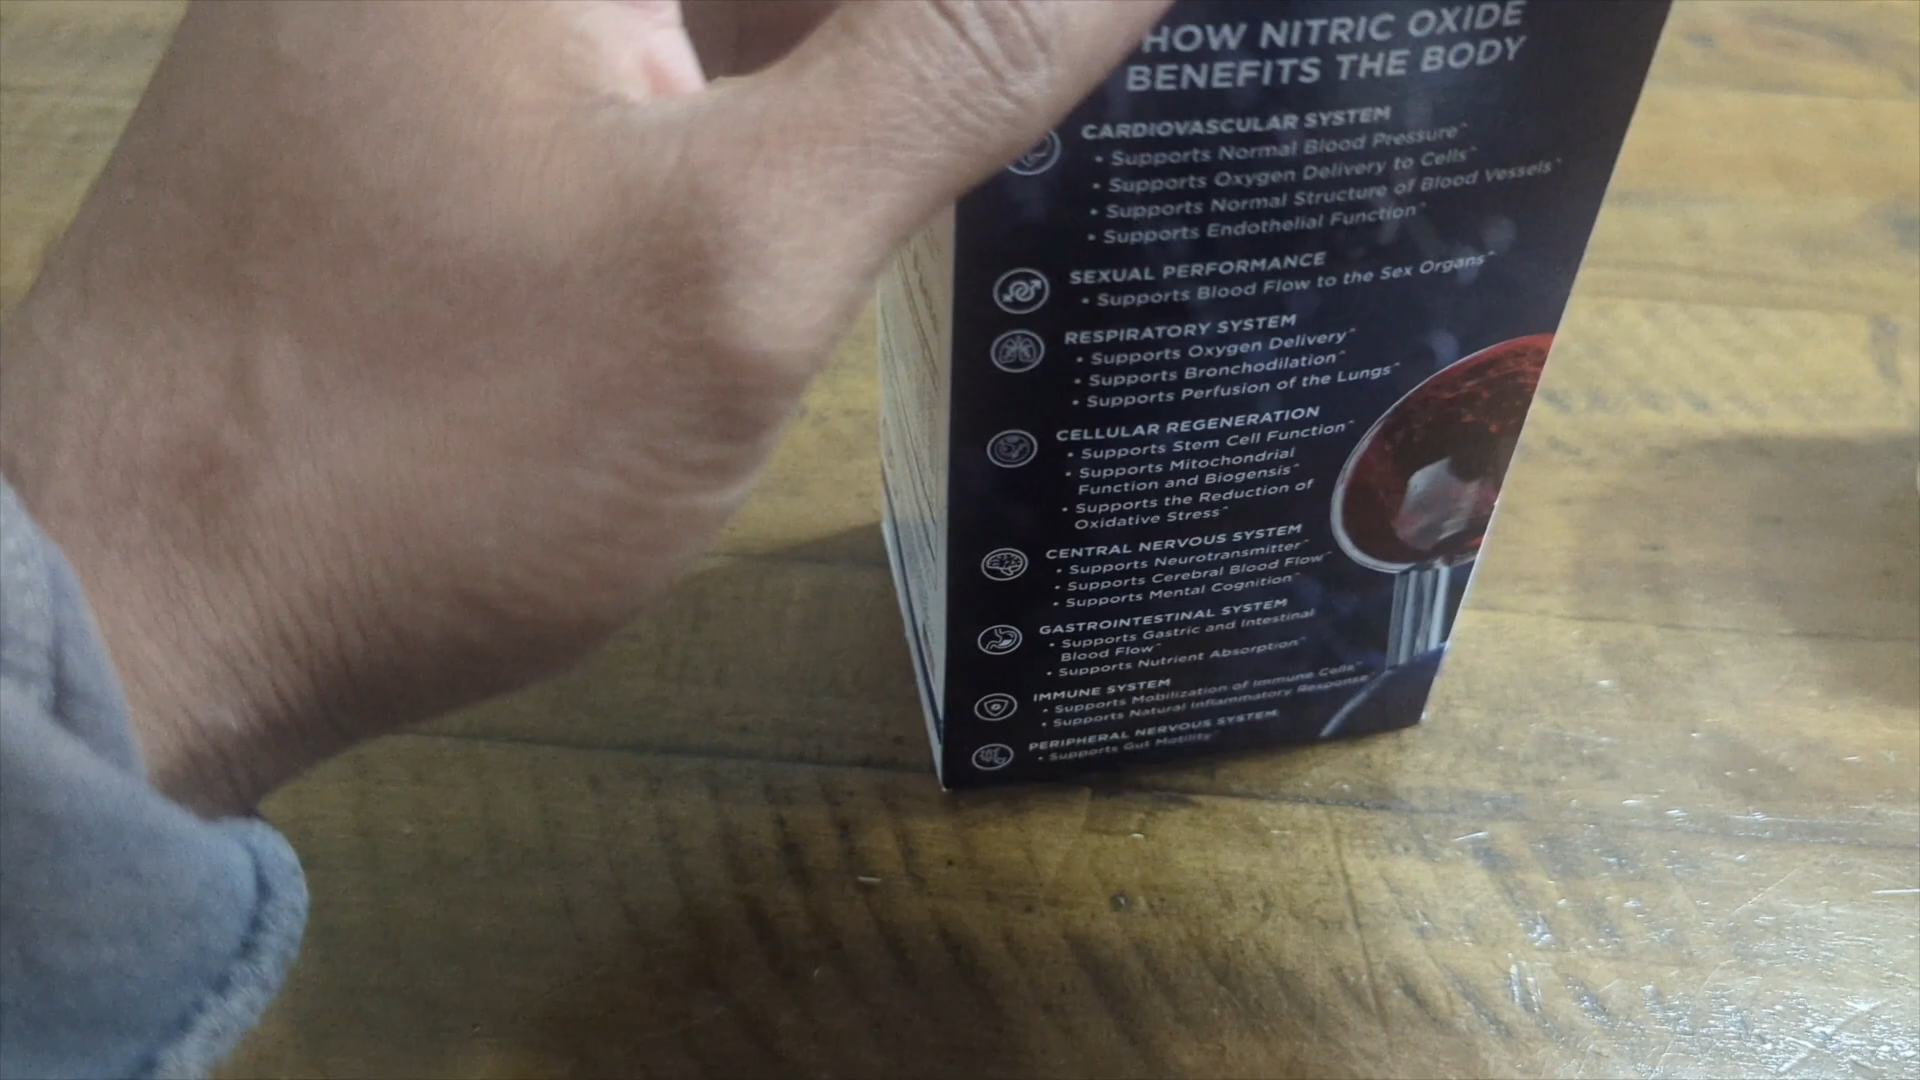 HOW NITRIC OXIDE
BENEFITS THE BODY
CARDIOVASCULAR SYSTEM
• Supports Normal Blood Pressure^
• Supports Oxygen Delivery to Cells^
• Supports Normal Structure of Blood Vessels^
• Supports Endothelial Function^
SEXUAL PERFORMANCE
• Supports Blood Flow to the Sex Organs^
RESPIRATORY SYSTEM
• Supports Oxygen Delivery^
• Supports Bronchodilation^
• Supports Perfusion of the Lungs^
CELLULAR REGENERATION
• Supports Stem Cell Function^
• Supports Mitochondrial
Function and Biogensis^
• Supports the Reduction of
Oxidative Stress^
CENTRAL NERVOUS SYSTEM
• Supports Neurotransmitter^
• Supports Cerebral Blood Flow^
• Supports Mental Cognition^
GASTROINTESTINAL SYSTEM
• Supports Gastric and Intestinal
Blood Flow^
• Supports Nutrient Absorption^
IMMUNE SYSTEM
• Supports Mobilization of Immune Cells^
• Supports Natural Inflammatory Response^
PERIPHERAL NERVOUS SYSTEM
• Supports Gut Motility^